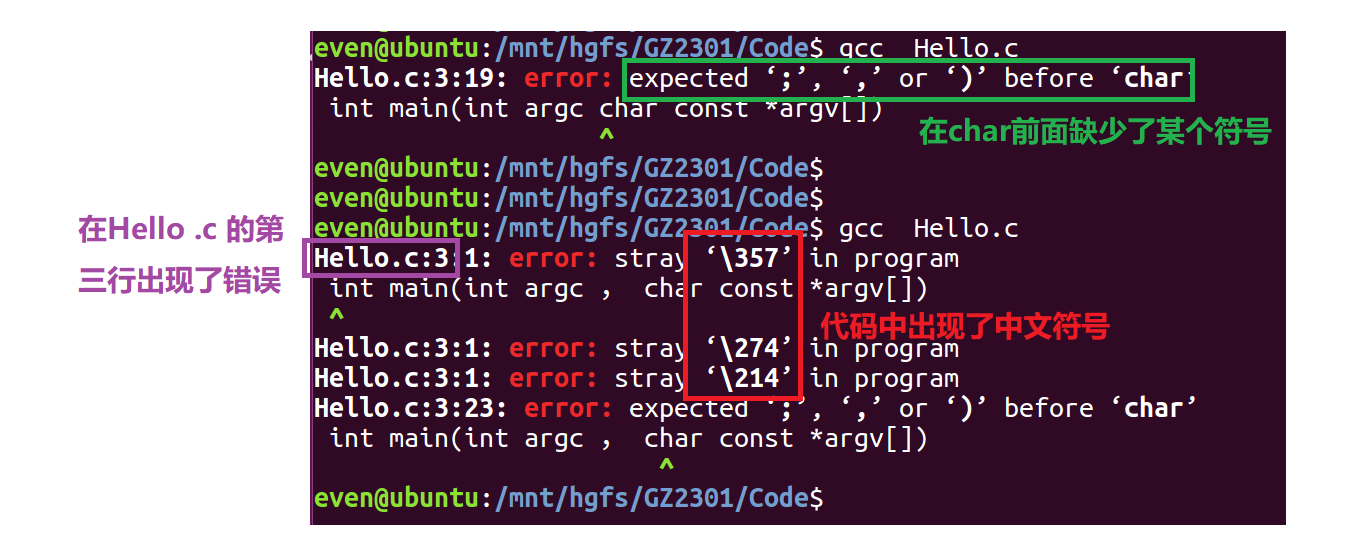 even@ubuntu:/mnt/hgfs/GZ2301/Code$ gcc  Hello.c
Hello.c:3:19: error: expected ‘;’, ‘,’ or ‘)’ before ‘char’
int main(int argc char const *argv[])
在char前面缺少了某个符号
^
even@ubuntu:/mnt/hgfs/GZ2301/Code$
even@ubuntu:/mnt/hgfs/GZ2301/Code$
even@ubuntu:/mnt/hgfs/GZ2301/Code$ gcc  Hello.c
在Hello .c 的第
三行出现了错误
Hello.c:3:1: error: stray ‘\357’ in program
int main(int argc ， char const *argv[])
^
代码中出现了中文符号
Hello.c:3:1: error: stray ‘\274’ in program
Hello.c:3:1: error: stray ‘\214’ in program
Hello.c:3:23: error: expected ‘;’, ‘,’ or ‘)’ before ‘char’
int main(int argc ， char const *argv[])
^
even@ubuntu:/mnt/hgfs/GZ2301/Code$